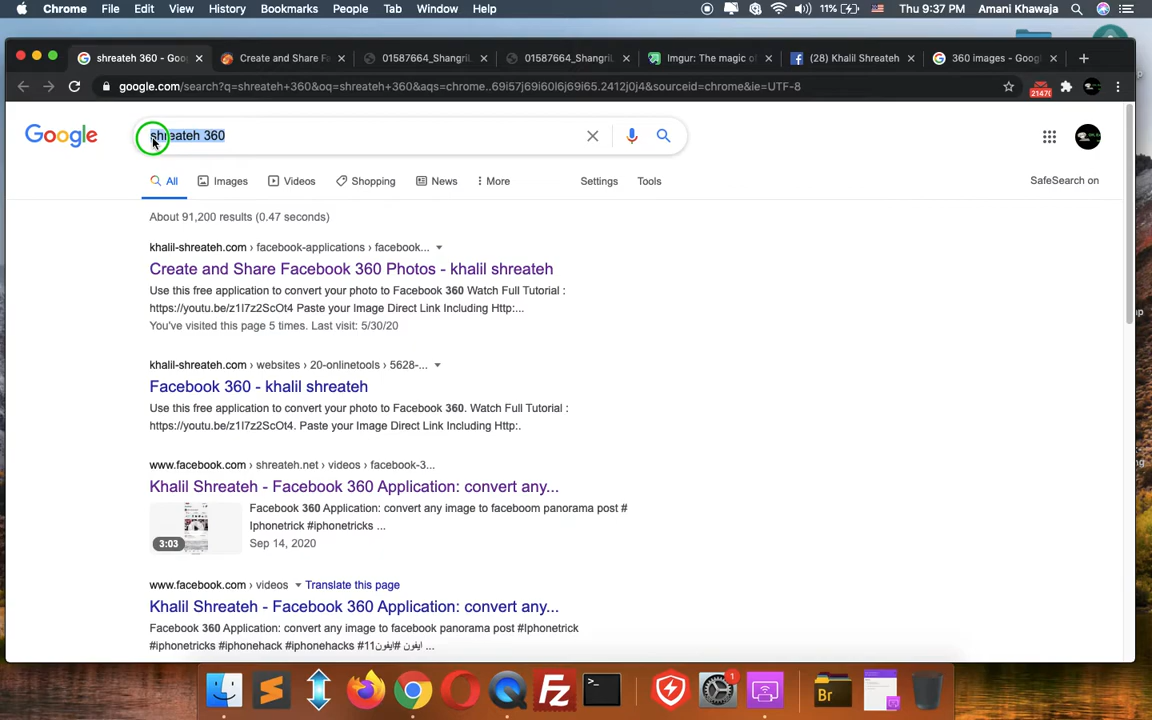 Chrome File Edit View History Bookmarks People Tab Window Help 11% Thu 9:37 PM Amani Khawaja
shreateh 360 - Goo Create and Share Fa 01587664_Shangril 01587664_Shangril Imgur: The magic o (28) Khalil Shreateh 360 images - Goog
google.com/search?q=shreateh+360&oq=shreateh+360&aqs=chrome..69i57j69i60l6j69i65.2412j0j4&sourceid=chrome&ie=UTF-8
Google shreateh 360
All Images Videos Shopping News More Settings Tools SafeSearch on
About 91,200 results (0.47 seconds)
khalil-shreateh.com › facebook-applications › facebook...
Create and Share Facebook 360 Photos - khalil shreateh
Use this free application to convert your photo to Facebook 360 Watch Full Tutorial :
https://youtu.be/z1I7z2ScOt4 Paste your Image Direct Link Including Http:...
You've visited this page 5 times. Last visit: 5/30/20
khalil-shreateh.com › websites › 20-onlinetools › 5628-...
Facebook 360 - khalil shreateh
Use this free application to convert your photo to Facebook 360. Watch Full Tutorial :
https://youtu.be/z1I7z2ScOt4. Paste your Image Direct Link Including Http:.
www.facebook.com › shreateh.net › videos › facebook-3...
Khalil Shreateh - Facebook 360 Application: convert any...
Facebook 360 Application: convert any image to faceboom panorama post #
Iphonetrick #iphonetricks ...
3:03
Sep 14, 2020
www.facebook.com › videos Translate this page
Khalil Shreateh - Facebook 360 Application: convert any...
Facebook 360 Application: convert any image to facebook panorama post #Iphonetrick
#iphonetricks #iphonehack #iphonehacks #ايفون #ايفون11 ...
Fz Br 1